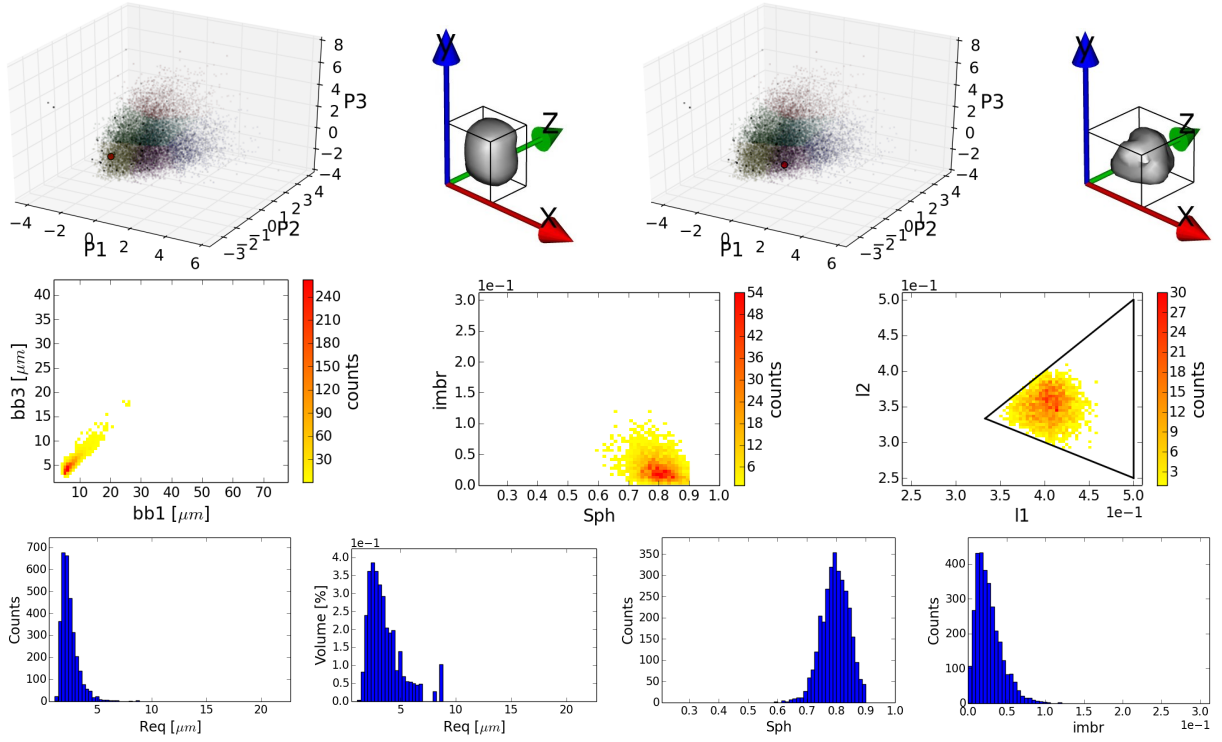 8
6
4
2
0
−2
−4
P3
−4
−2
0
2
4
6
P1
−3
−2
−1
0
1
2
3
4
P2
Y
Z
X
8
6
4
2
0
−2
−4
P3
−4
−2
0
2
4
6
P1
−3
−2
−1
0
1
2
3
4
P2
y
Z
X
40
35
30
25
20
15
10
5
bb3 [μm]
10 20 30 40 50 60 70
bb1 [μm]
240
210
180
150
120
90
60
30
counts
1e−1
3.0
2.5
2.0
1.5
1.0
0.5
0.0
imbr
0.3 0.4 0.5 0.6 0.7 0.8 0.9 1.0
Sph
54
48
42
36
30
24
18
12
6
counts
1e−1
5.0
4.5
4.0
3.5
3.0
2.5
l2
2.5 3.0 3.5 4.0 4.5 5.0
1e−1
l1
30
27
24
21
18
15
12
9
6
3
counts
700
600
500
400
300
200
100
0
Counts
5 10 15 20
Req [μm]
1e−1
4.0
3.5
3.0
2.5
2.0
1.5
1.0
0.5
0.0
Volume [%]
5 10 15 20
Req [μm]
350
300
250
200
150
100
50
0
Counts
0.3 0.4 0.5 0.6 0.7 0.8 0.9 1.0
Sph
400
300
200
100
0
Counts
0.0 0.5 1.0 1.5 2.0 2.5 3.0
imbr
1e−1